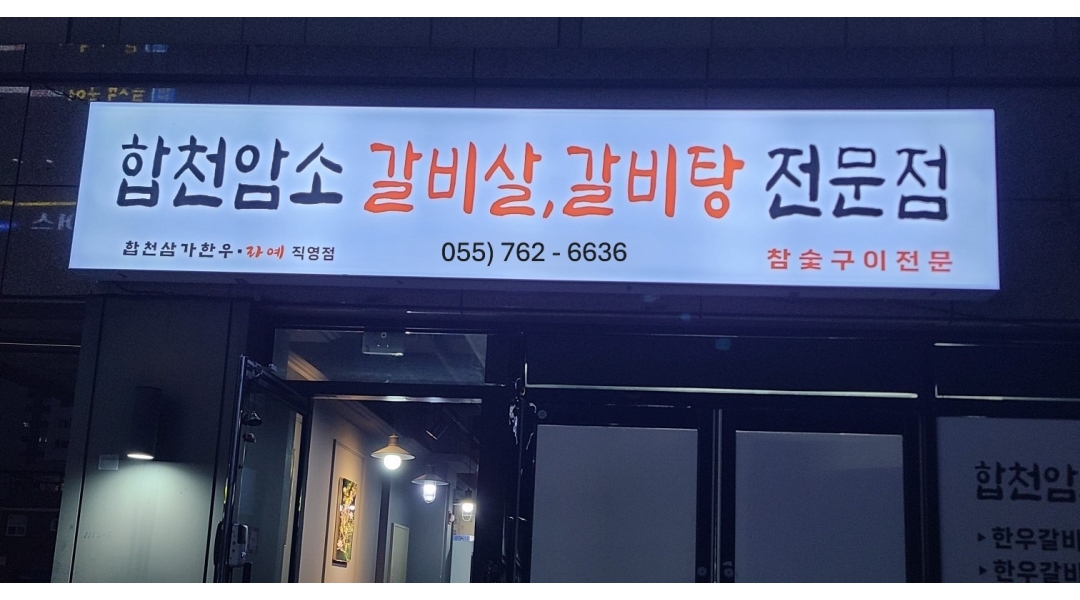 합천암소 갈비살,갈비탕 전문점
합천삼가한우·라예 직영점 055) 762 - 6636 참숯구이전문
합천암
▸한우갈비
▸한우갈비